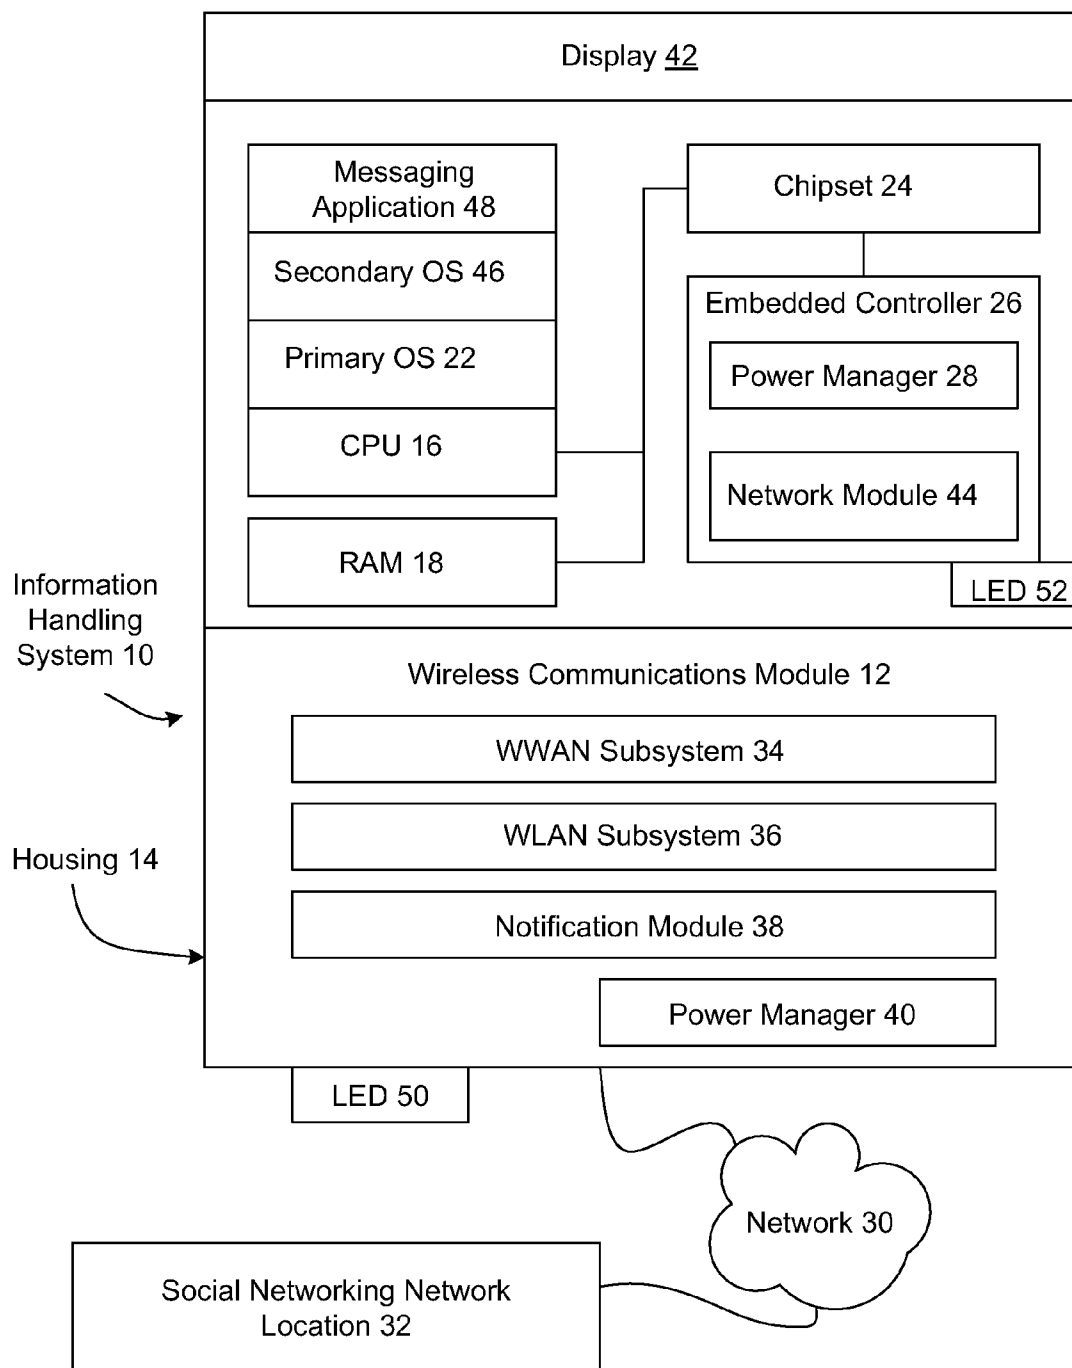 Display 42
Messaging
Application 48
Secondary OS 46
Primary OS 22
CPU 16
RAM 18
Chipset 24
Embedded Controller 26
Power Manager 28
Network Module 44
LED 52
Information
Handling
System 10
Wireless Communications Module 12
WWAN Subsystem 34
WLAN Subsystem 36
Housing 14
Notification Module 38
Power Manager 40
LED 50
Network 30
Social Networking Network
Location 32